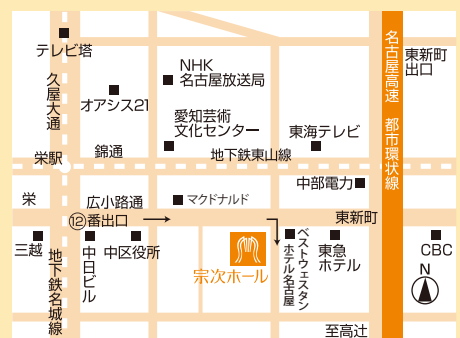 テレビ塔
久屋大通
オアシス21
NHK
名古屋放送局
愛知芸術
文化センター
東海テレビ
名古屋高速 都市環状線
東新町
出口
栄駅
錦通
地下鉄東山線
中部電力
栄
広小路通
マクドナルド
東新町
⑫番出口
三越
地下鉄名城線
中日ビル
中区役所
宗次ホール
ベストウェスタン
ホテル名古屋
東急
ホテル
CBC
N
至高辻